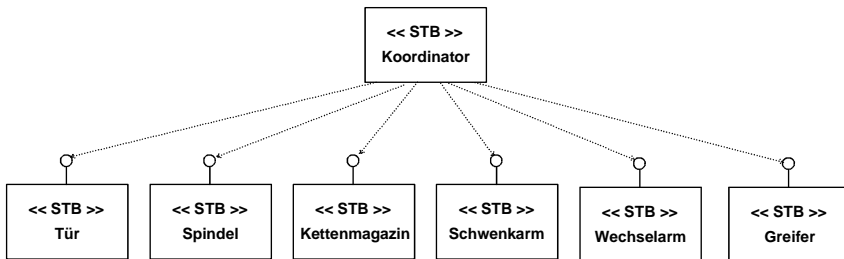 << STB >>
Koordinator
<< STB >>
Tür
<< STB >>
Spindel
<< STB >>
Kettenmagazin
<< STB >>
Schwenkarm
<< STB >>
Wechselarm
<< STB >>
Greifer